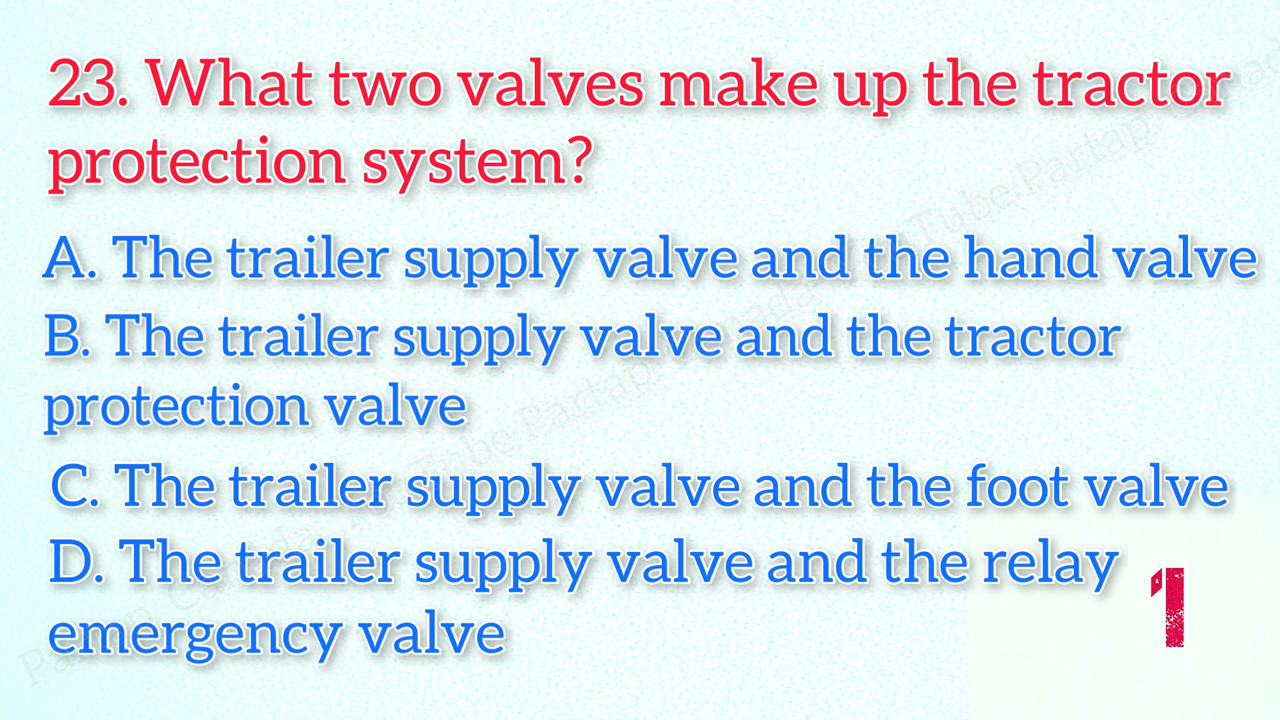 23. What two valves make up the tractor
protection system?
A. The trailer supply valve and the hand valve
B. The trailer supply valve and the tractor
protection valve
C. The trailer supply valve and the foot valve
D. The trailer supply valve and the relay
emergency valve
1